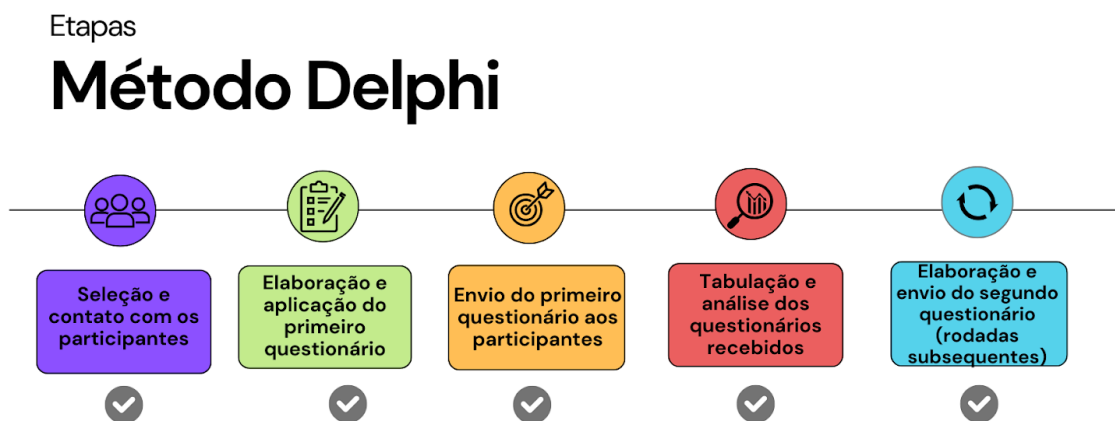 Etapas
Método Delphi
Seleção e
contato com os
participantes
Elaboração e
aplicação do
primeiro
questionário
Envio do primeiro
questionário aos
participantes
Tabulação e
análise dos
questionários
recebidos
Elaboração e
envio do segundo
questionário
(rodadas
subsequentes)